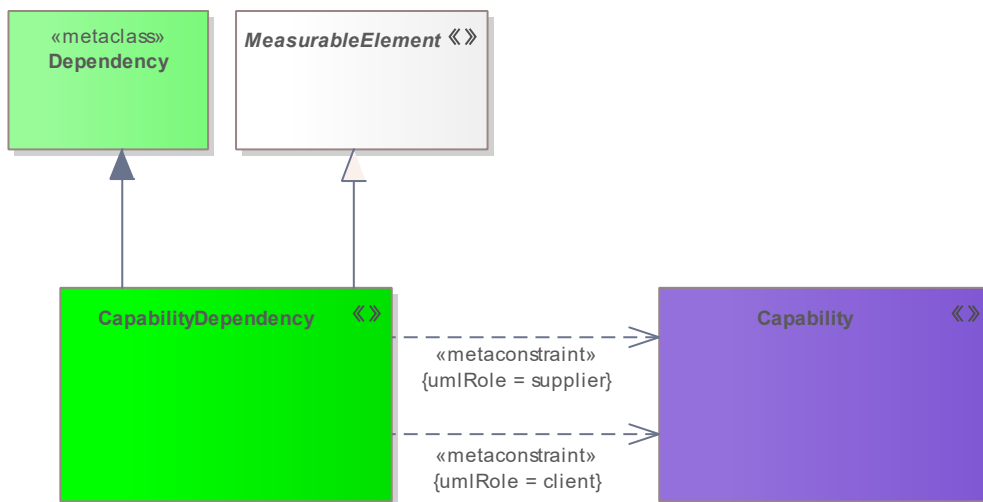 «metaclass»
Dependency
MeasurableElement «»
CapabilityDependency «»
Capability «»
«metaconstraint»
{umlRole = supplier}
«metaconstraint»
{umlRole = client}